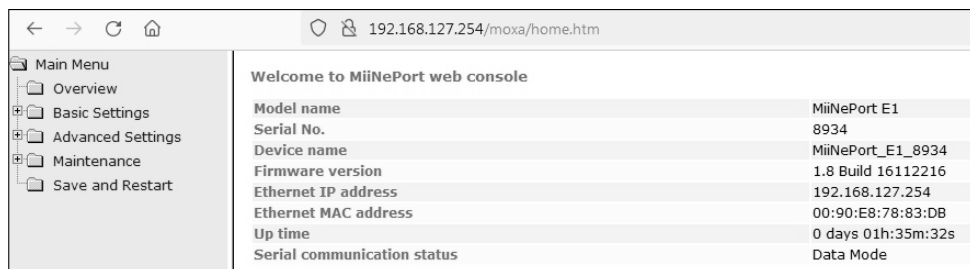 192.168.127.254/moxa/home.htm
Main Menu
Overview
Basic Settings
Advanced Settings
Maintenance
Save and Restart
Welcome to MiiNePort web console
Model name MiiNePort E1
Serial No. 8934
Device name MiiNePort_E1_8934
Firmware version 1.8 Build 16112216
Ethernet IP address 192.168.127.254
Ethernet MAC address 00:90:E8:78:83:DB
Up time 0 days 01h:35m:32s
Serial communication status Data Mode